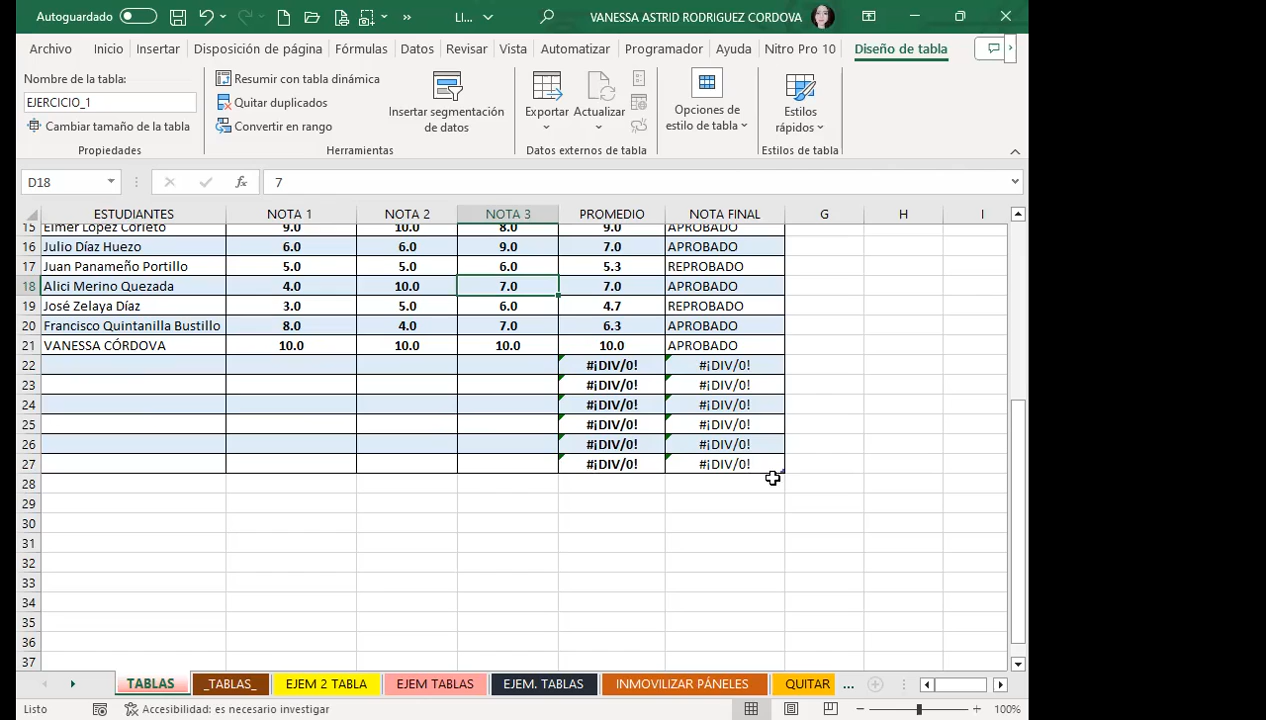 Autoguardado LI... VANESSA ASTRID RODRIGUEZ CORDOVA
Archivo Inicio Insertar Disposición de página Fórmulas Datos Revisar Vista Automatizar Programador Ayuda Nitro Pro 10 Diseño de tabla
Nombre de la tabla:
EJERCICIO_1
Cambiar tamaño de la tabla
Propiedades
Resumir con tabla dinámica
Quitar duplicados
Convertir en rango
Insertar segmentación
de datos
Herramientas
Exportar Actualizar
Datos externos de tabla
Opciones
de estilo de tabla
Estilos
rápidos
Estilos de tabla
D18 fx 7
ESTUDIANTES NOTA 1 NOTA 2 NOTA 3 PROMEDIO NOTA FINAL G H I
15 Elmer López Corleto 9.0 10.0 8.0 9.0 APROBADO
16 Julio Díaz Huezo 6.0 6.0 9.0 7.0 APROBADO
17 Juan Panameño Portillo 5.0 5.0 6.0 5.3 REPROBADO
18 Alici Merino Quezada 4.0 10.0 7.0 7.0 APROBADO
19 José Zelaya Díaz 3.0 5.0 6.0 4.7 REPROBADO
20 Francisco Quintanilla Bustillo 8.0 4.0 7.0 6.3 APROBADO
21 VANESSA CÓRDOVA 10.0 10.0 10.0 10.0 APROBADO
22 #¡DIV/0! #¡DIV/0!
23 #¡DIV/0! #¡DIV/0!
24 #¡DIV/0! #¡DIV/0!
25 #¡DIV/0! #¡DIV/0!
26 #¡DIV/0! #¡DIV/0!
27 #¡DIV/0! #¡DIV/0!
28
29
30
31
32
33
34
35
36
37
TABLAS _TABLAS_ EJEM 2 TABLA EJEM TABLAS EJEM. TABLAS INMOVILIZAR PÁNELES QUITAR ...
Listo Accesibilidad: es necesario investigar 100%